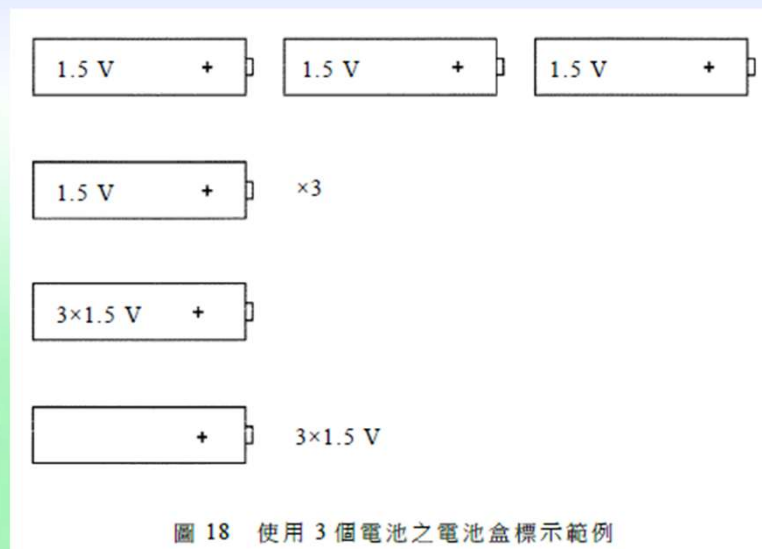 1.5 V + 1.5 V + 1.5 V +
1.5 V + ×3
3×1.5 V +
+ 3×1.5 V
圖 18 使用 3 個電池之電池盒標示範例